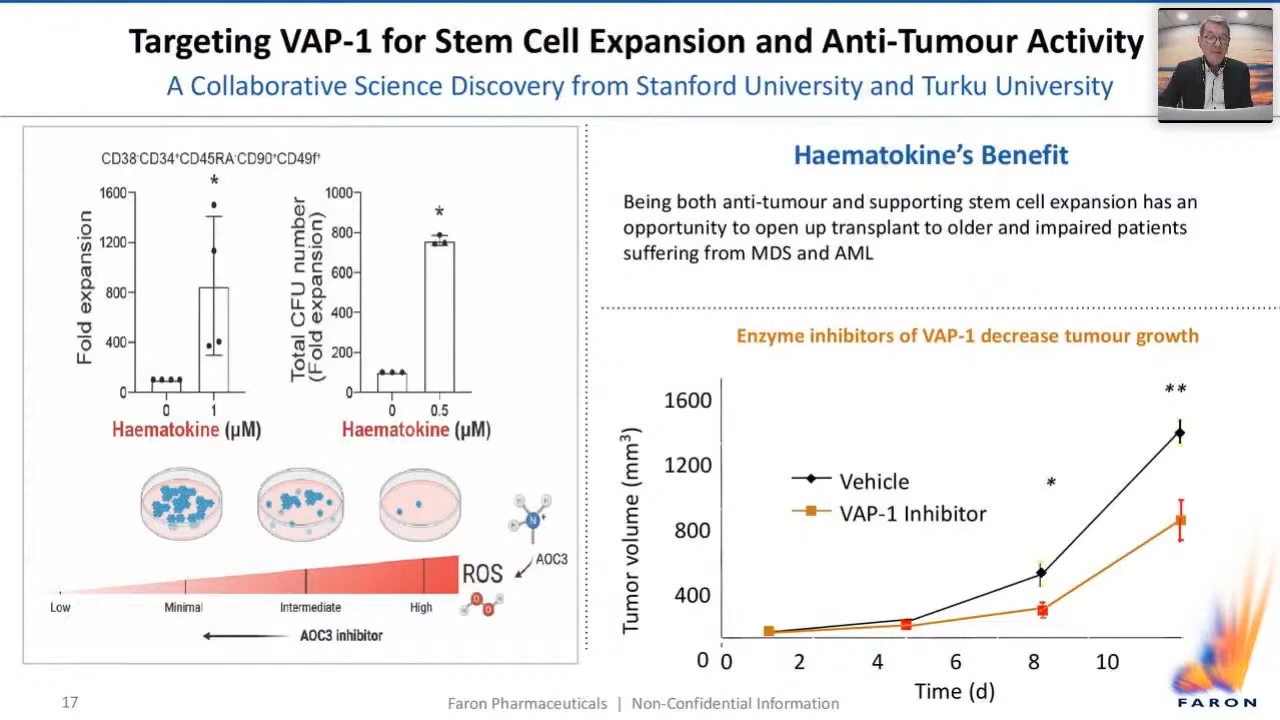 Targeting VAP-1 for Stem Cell Expansion and Anti-Tumour Activity
A Collaborative Science Discovery from Stanford University and Turku University
CD38⁻CD34⁺CD45RA⁻CD90⁺CD49f⁺
Fold expansion
1600
1200
800
400
0
*
0 1
Haematokine (µM)
Total CFU number
(Fold expansion)
1000
800
600
400
200
0
*
0 0.5
Haematokine (µM)
H
H
N
+
H
H
AOC3
ROS
H
O
O
H
Low Minimal Intermediate High
AOC3 inhibitor
Haematokine's Benefit
Being both anti-tumour and supporting stem cell expansion has an
opportunity to open up transplant to older and impaired patients
suffering from MDS and AML
Enzyme inhibitors of VAP-1 decrease tumour growth
Tumor volume (mm³)
1600
1200
800
400
0
Vehicle
VAP-1 Inhibitor
*
**
0 2 4 6 8 10
Time (d)
17
Faron Pharmaceuticals | Non-Confidential Information
FARON